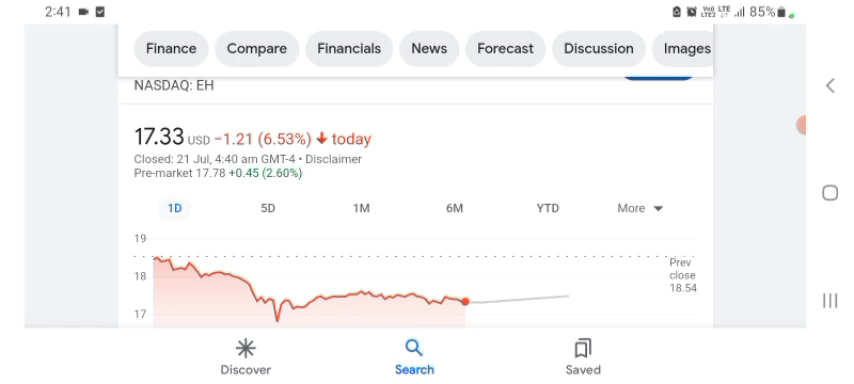 2:41 85%
Finance Compare Financials News Forecast Discussion Images
NASDAQ: EH
17.33 USD −1.21 (6.53%) today
Closed: 21 Jul, 4:40 am GMT-4 • Disclaimer
Pre-market 17.78 +0.45 (2.60%)
1D 5D 1M 6M YTD More
19
Prev
close
18.54
18
17
Discover Search Saved